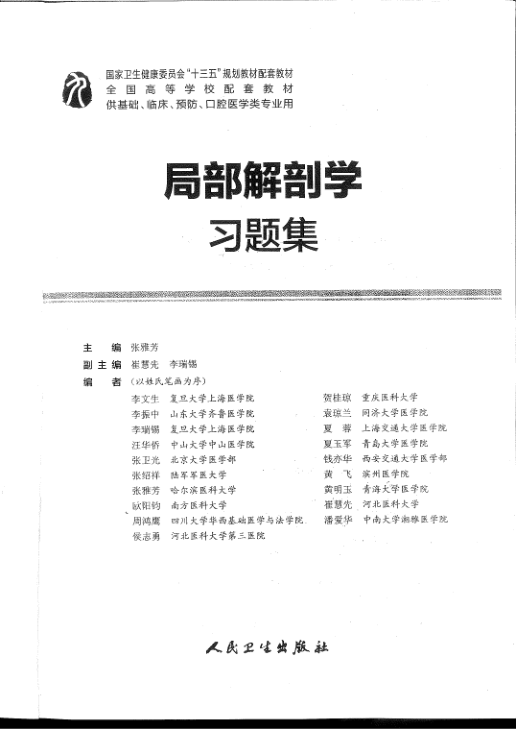 国家卫生健康委员会“十三五”规划教材配套教材
全国高等学校配套教材
供基础、临床、预防、口腔医学类专业用
局部解剖学
习题集
主 编 张雅芳
副主编 崔慧先 李瑞锡
编 者 (以姓氏笔画为序)
李文生 复旦大学上海医学院
李振中 山东大学齐鲁医学院
李瑞锡 复旦大学上海医学院
汪华侨 中山大学中山医学院
张卫光 北京大学医学部
张绍祥 陆军军医大学
张雅芳 哈尔滨医科大学
欧阳钧 南方医科大学
周鸿鹰 四川大学华西基础医学与法学院
侯志勇 河北医科大学第三医院
贺桂琼 重庆医科大学
袁琼兰 同济大学医学院
夏 蓉 上海交通大学医学院
夏玉军 青岛大学医学院
钱亦华 西安交通大学医学部
黄 飞 滨州医学院
黄明玉 青海大学医学院
崔慧先 河北医科大学
潘爱华 中南大学湘雅医学院
人民卫生出版社